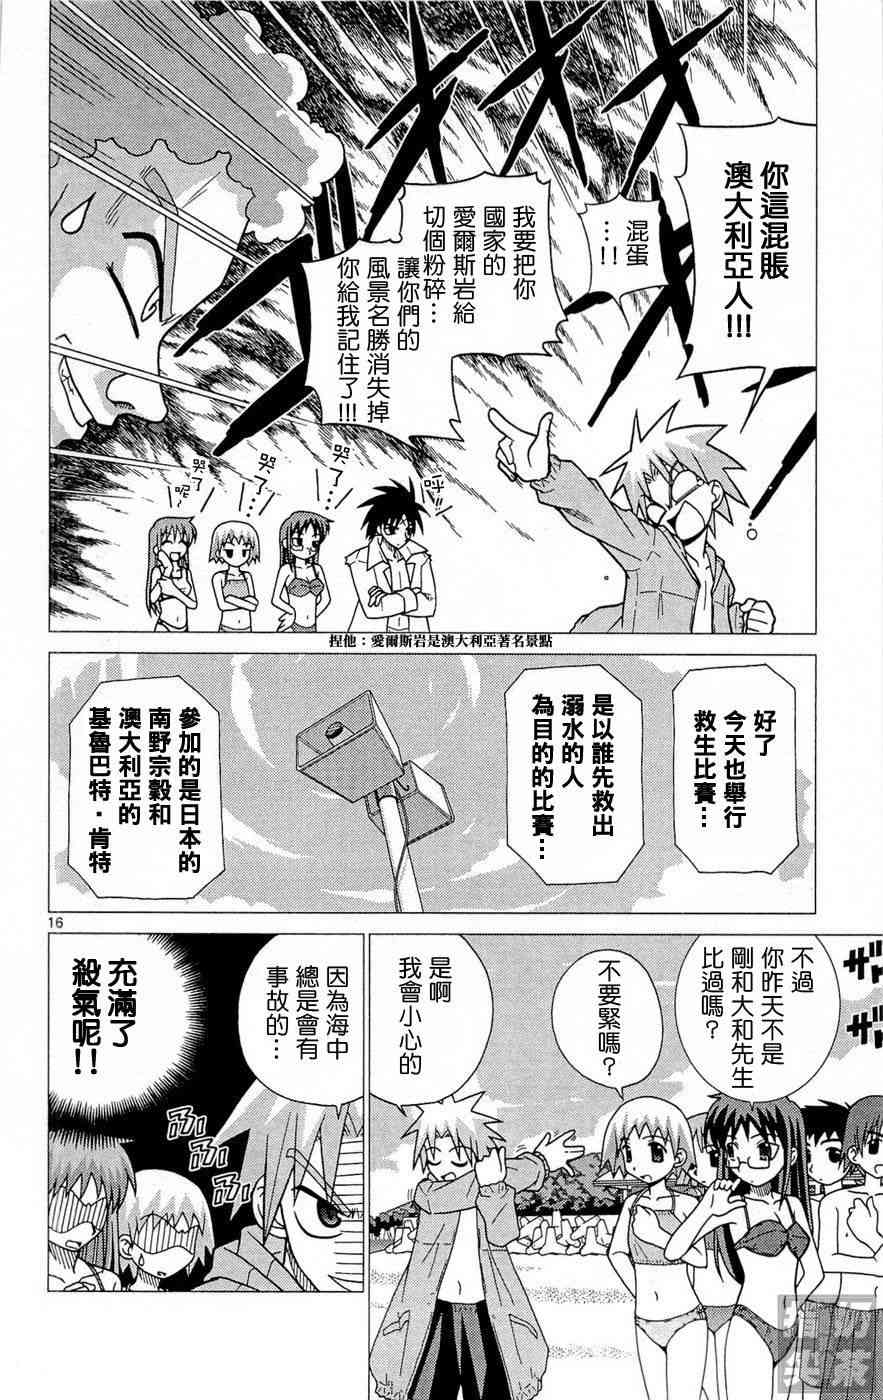 你這混賬
澳大利亞人!!!
混蛋
…!!
我要把你
國家的
愛爾斯岩給
切個粉碎…
讓你們的
風景名勝消失掉
你給我記住了!!!
呼!!
哭了…
哭了…
哭了…
呢?
捏他：愛爾斯岩是澳大利亞著名景點
好了
今天也舉行
救生比賽…
是以誰先救出
溺水的人
為目的的比賽…
參加的是日本的
南野宗穀和
澳大利亞的
基魯巴特·肯特
16
不過
你昨天不是
剛和大和先生
比過嗎?
不要緊嗎?
ざっ
ざっ
是啊
我會小心的
因為海中
總是會有
事故的…
ふふふ
充滿了
殺氣呢!!